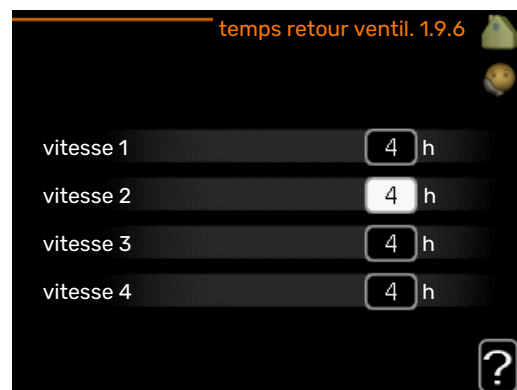 temps retour ventil. 1.9.6
vitesse 1 4 h
vitesse 2 4 h
vitesse 3 4 h
vitesse 4 4 h
?